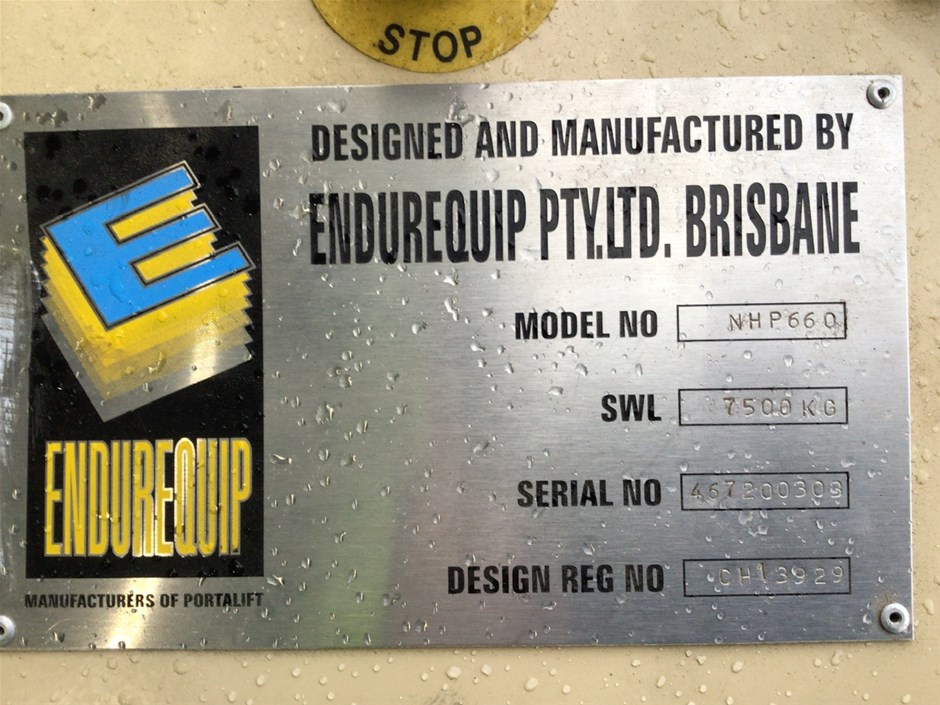 STOP
DESIGNED AND MANUFACTURED BY
ENDUREQUIP PTY.LTD. BRISBANE
MODEL NO NHP660
SWL 7500KG
SERIAL NO 467200303
DESIGN REG NO CH13929
E
ENDUREQUIP
MANUFACTURERS OF PORTALIFT